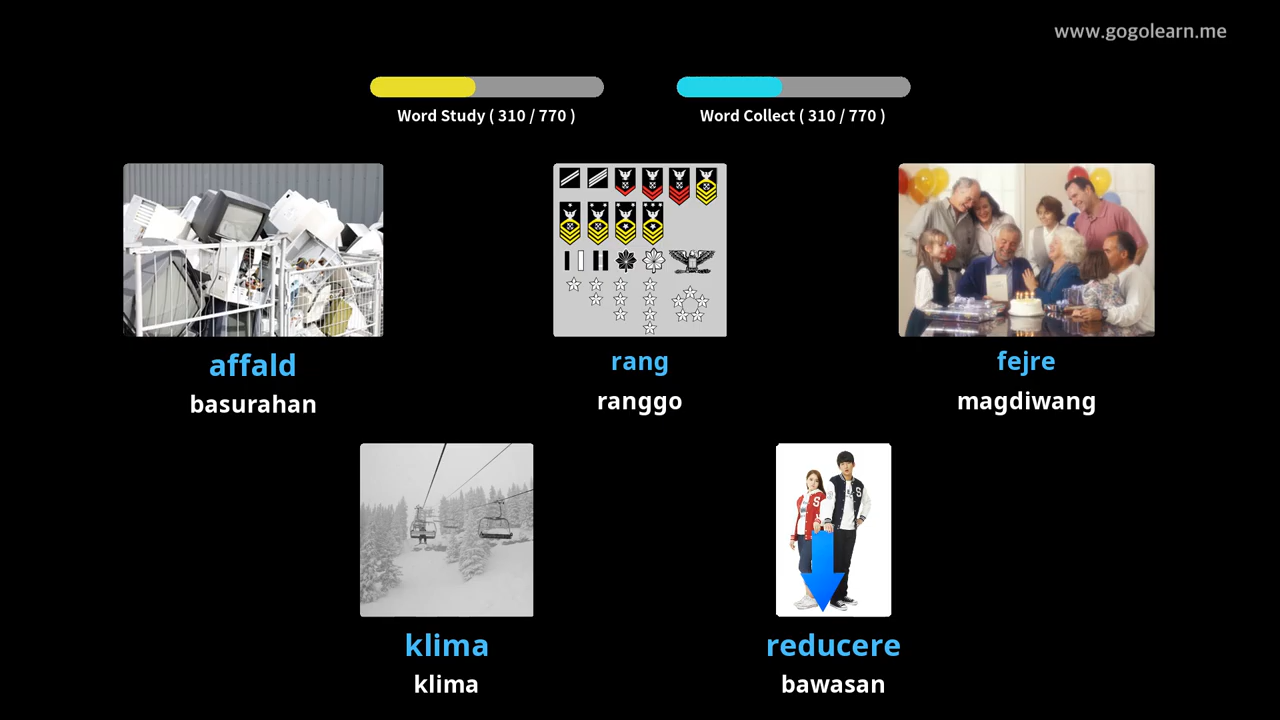 www.gogolearn.me
Word Study ( 310 / 770 )
Word Collect ( 310 / 770 )
affald
basurahan
rang
ranggo
fejre
magdiwang
klima
klima
reducere
bawasan